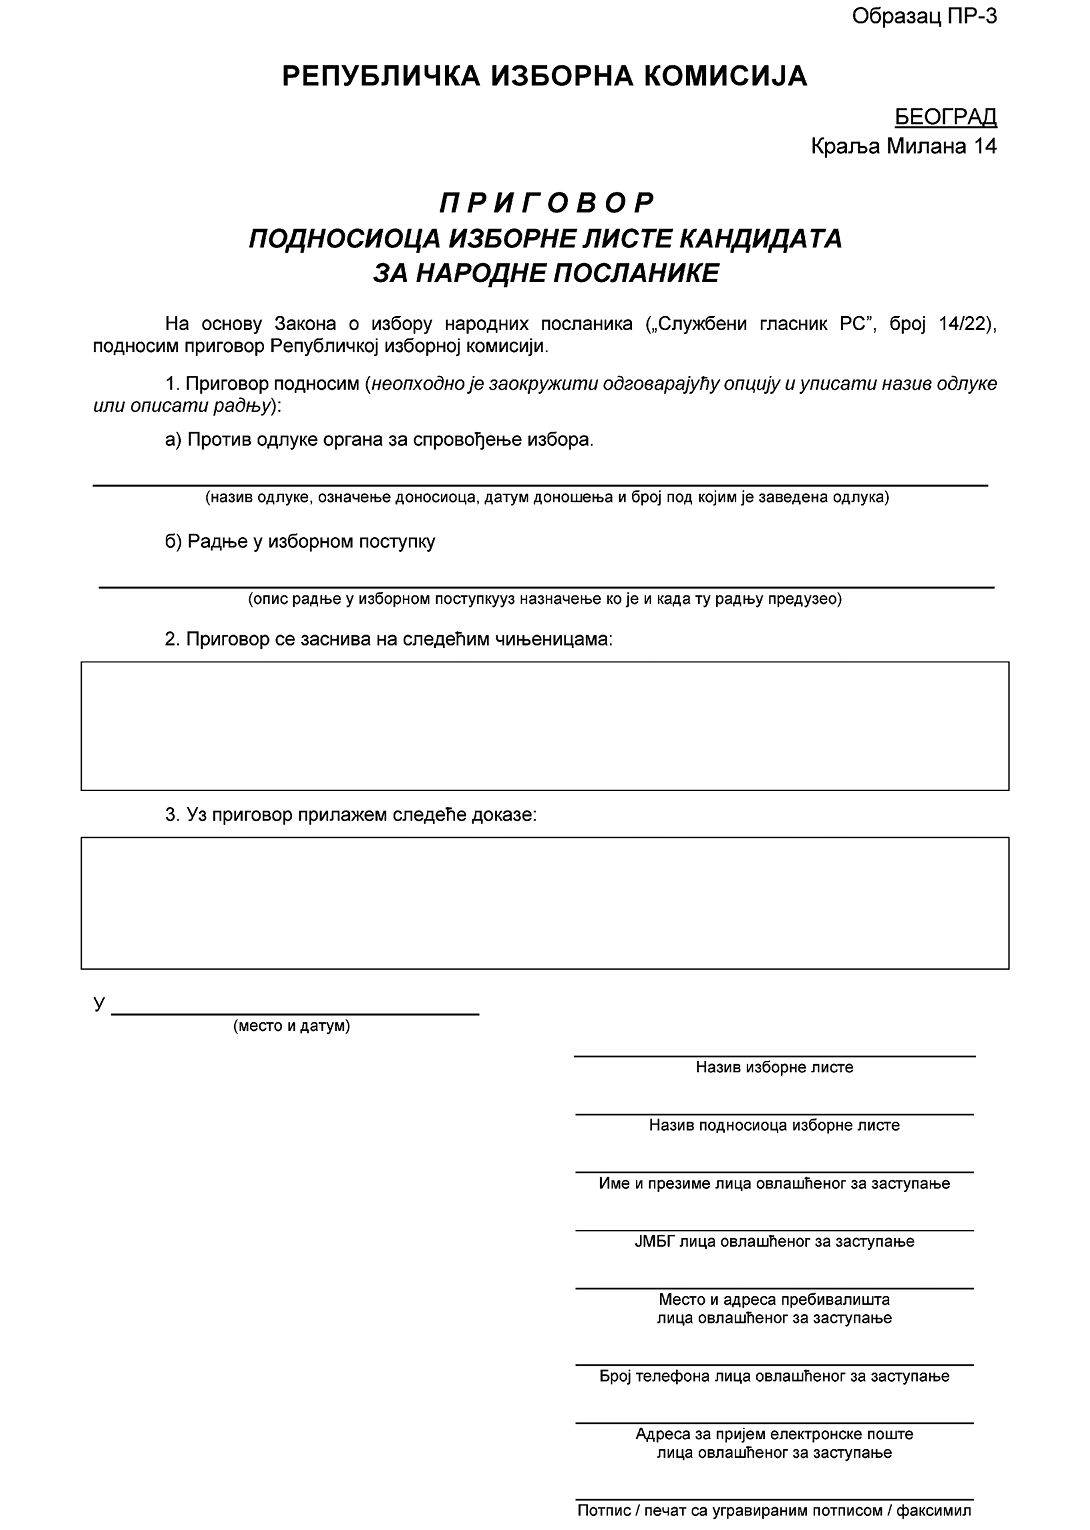 Образац ПР-3
РЕПУБЛИЧКА ИЗБОРНА КОМИСИЈА
БЕОГРАД
Краља Милана 14
П Р И Г О В О Р
ПОДНОСИОЦА ИЗБОРНЕ ЛИСТЕ КАНДИДАТА
ЗА НАРОДНЕ ПОСЛАНИКЕ
На основу Закона о избору народних посланика („Службени гласник РС”, број 14/22),
подносим приговор Републичкој изборној комисији.
1. Приговор подносим (неопходно је заокружити одговарајућу опцију и уписати назив одлуке
или описати радњу):
а) Против одлуке органа за спровођење избора.
(назив одлуке, означење доносиоца, датум доношења и број под којим је заведена одлука)
б) Радње у изборном поступку
(опис радње у изборном поступкууз назначење ко је и када ту радњу предузео)
2. Приговор се заснива на следећим чињеницама:
3. Уз приговор прилажем следеће доказе:
У
(место и датум)
Назив изборне листе
Назив подносиоца изборне листе
Име и презиме лица овлашћеног за заступање
ЈМБГ лица овлашћеног за заступање
Место и адреса пребивалишта
лица овлашћеног за заступање
Број телефона лица овлашћеног за заступање
Адреса за пријем електронске поште
лица овлашћеног за заступање
Потпис / печат са угравираним потписом / факсимил